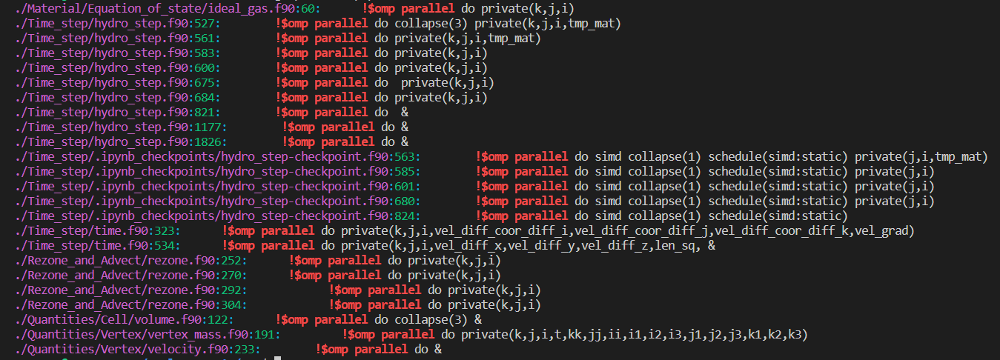 ./Material/Equation_of_state/ideal_gas.f90:60:      !$omp parallel do private(k,j,i)
./Time_step/hydro_step.f90:527:        !$omp parallel do collapse(3) private(k,j,i,tmp_mat)
./Time_step/hydro_step.f90:561:        !$omp parallel do private(k,j,i,tmp_mat)
./Time_step/hydro_step.f90:583:        !$omp parallel do private(k,j,i)
./Time_step/hydro_step.f90:600:        !$omp parallel do private(k,j,i)
./Time_step/hydro_step.f90:675:        !$omp parallel do  private(k,j,i)
./Time_step/hydro_step.f90:684:        !$omp parallel do private(k,j,i)
./Time_step/hydro_step.f90:821:        !$omp parallel do  &
./Time_step/hydro_step.f90:1177:        !$omp parallel do &
./Time_step/hydro_step.f90:1826:        !$omp parallel do &
./Time_step/.ipynb_checkpoints/hydro_step-checkpoint.f90:563:        !$omp parallel do simd collapse(1) schedule(simd:static) private(j,i,tmp_mat)
./Time_step/.ipynb_checkpoints/hydro_step-checkpoint.f90:585:        !$omp parallel do simd collapse(1) schedule(simd:static) private(j,i)
./Time_step/.ipynb_checkpoints/hydro_step-checkpoint.f90:601:        !$omp parallel do simd collapse(1) schedule(simd:static) private(j,i)
./Time_step/.ipynb_checkpoints/hydro_step-checkpoint.f90:680:        !$omp parallel do simd collapse(1) schedule(simd:static) private(j,i)
./Time_step/.ipynb_checkpoints/hydro_step-checkpoint.f90:824:        !$omp parallel do simd collapse(1) schedule(simd:static)
./Time_step/time.f90:323:      !$omp parallel do private(k,j,i,vel_diff_coor_diff_i,vel_diff_coor_diff_j,vel_diff_coor_diff_k,vel_grad)
./Time_step/time.f90:534:      !$omp parallel do private(k,j,i,vel_diff_x,vel_diff_y,vel_diff_z,len_sq, &
./Rezone_and_Advect/rezone.f90:252:      !$omp parallel do private(k,j,i)
./Rezone_and_Advect/rezone.f90:270:      !$omp parallel do private(k,j,i)
./Rezone_and_Advect/rezone.f90:292:            !$omp parallel do private(k,j,i)
./Rezone_and_Advect/rezone.f90:304:            !$omp parallel do private(k,j,i)
./Quantities/Cell/volume.f90:122:      !$omp parallel do collapse(3) &
./Quantities/Vertex/vertex_mass.f90:191:         !$omp parallel do private(k,j,i,t,kk,jj,ii,i1,i2,i3,j1,j2,j3,k1,k2,k3)
./Quantities/Vertex/velocity.f90:233:        !$omp parallel do &